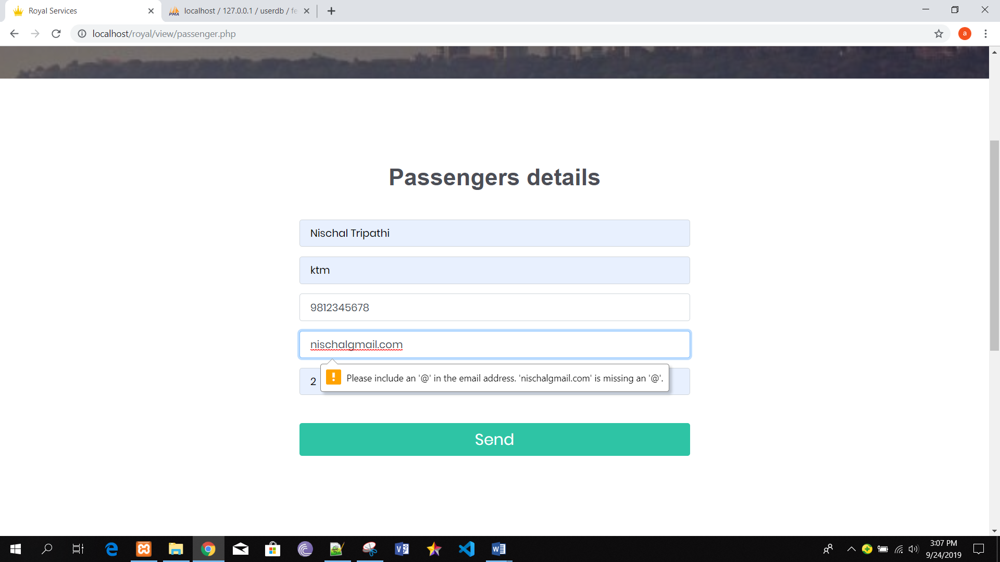 Royal Services
localhost / 127.0.0.1 / userdb / fe
localhost/royal/view/passenger.php
a
Passengers details
Nischal Tripathi
ktm
9812345678
nischalgmail.com
Please include an '@' in the email address. 'nischalgmail.com' is missing an '@'.
2
Send
3:07 PM
9/24/2019